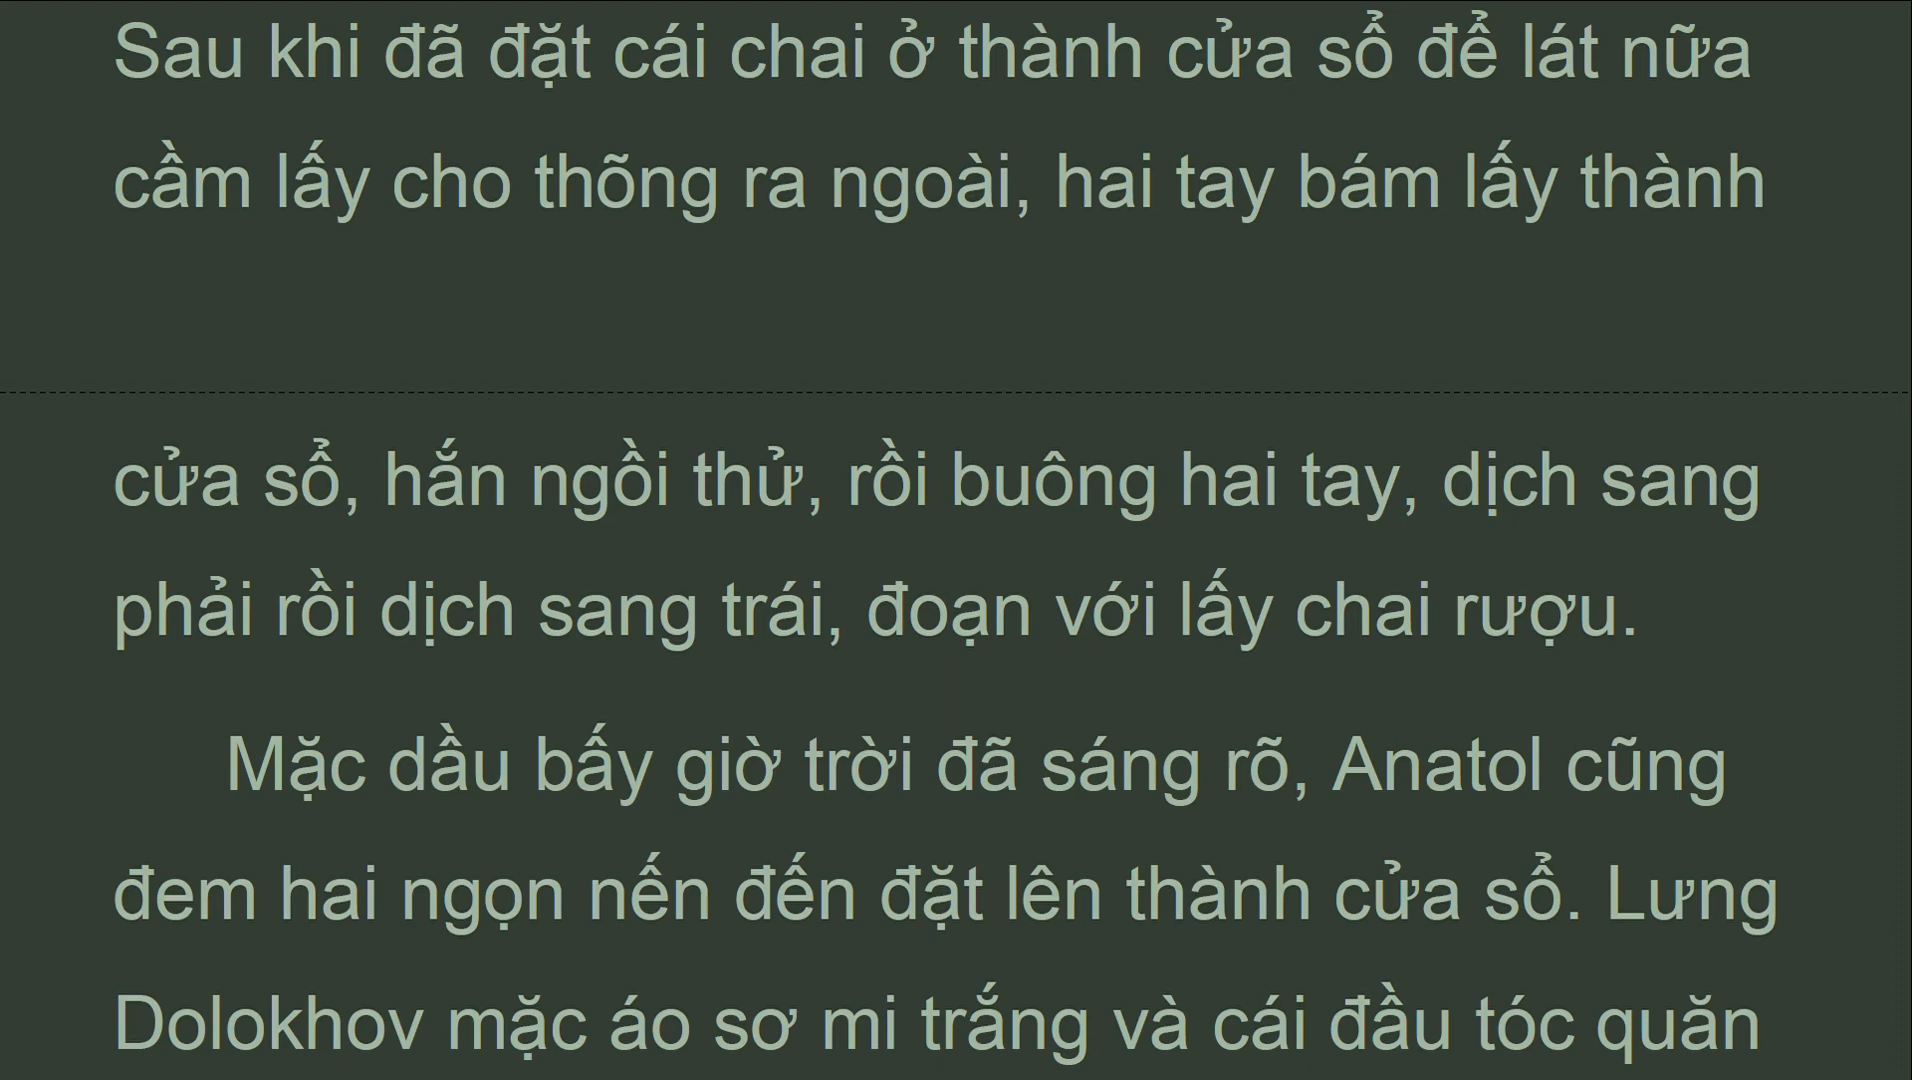 Sau khi đã đặt cái chai ở thành cửa sổ để lát nữa
cầm lấy cho thõng ra ngoài, hai tay bám lấy thành
cửa sổ, hắn ngồi thử, rồi buông hai tay, dịch sang
phải rồi dịch sang trái, đoạn với lấy chai rượu.
Mặc dầu bấy giờ trời đã sáng rõ, Anatol cũng
đem hai ngọn nến đến đặt lên thành cửa sổ. Lưng
Dolokhov mặc áo sơ mi trắng và cái đầu tóc quăn